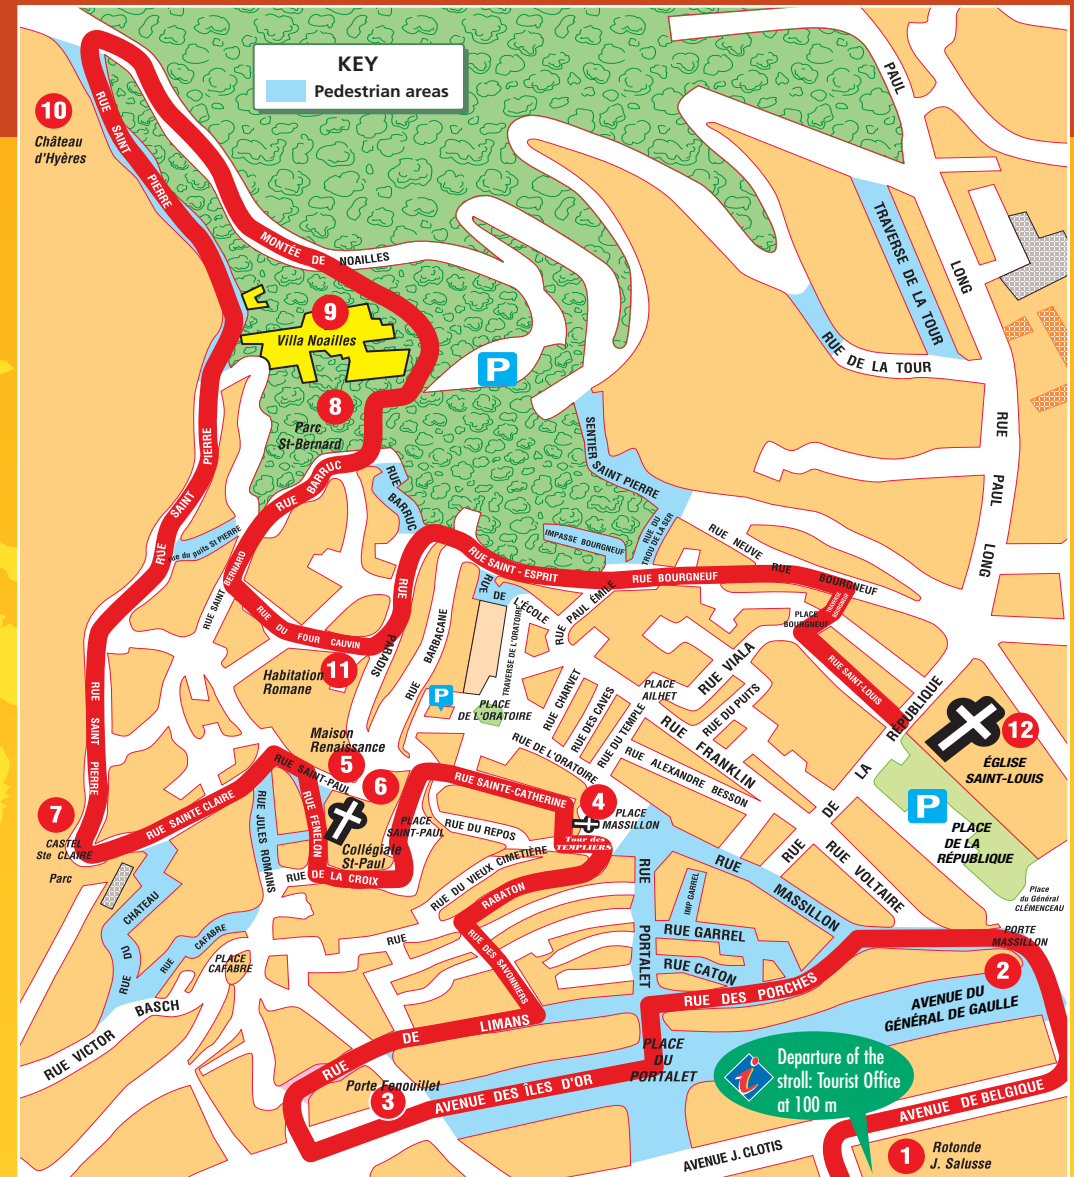 KEY
Pedestrian areas
10
Château
d'Hyères
RUE SAINT PIERRE
MONTÉE DE NOAILLES
9
Villa Noailles
8
Parc
St-Bernard
P
PAUL
LONG
TRAVERSE DE LA TOUR
RUE DE LA TOUR
RUE PAUL LONG
SENTIER SAINT PIERRE
RUE SAINT PIERRE
RUE BARRUC
RUE BARRUC
rue du puits St PIERRE
RUE SAINT BERNARD
RUE DU FOUR CAUVIN
11
Habitation
Romane
RUE PARADIS
RUE BARBACANE
RUE SAINT - ESPRIT
IMPASSE BOURGNEUF
RUE DU
TROU DE LA SER
RUE NEUVE
RUE BOURGNEUF
RUE BOURGNEUF
TRAVERSE
BOURGNEUF
PLACE
BOURGNEUF
RUE SAINT-LOUIS
RUE DE L'ÉCOLE
RUE PAUL ÉMILE
TRAVERSE DE L'ORATOIRE
P
PLACE
DE L'ORATOIRE
RUE CHARVET
RUE DES CAVES
RUE DU TEMPLE
PLACE
AILHET
RUE VIALA
RUE DU PUITS
RUE FRANKLIN
RUE DE L'ORATOIRE
RUE ALEXANDRE BESSON
RUE DE LA RÉPUBLIQUE
12
ÉGLISE
SAINT-LOUIS
P
PLACE
DE LA
RÉPUBLIQUE
Place
du Général
CLÉMENCEAU
RUE SAINT PIERRE
7
CASTEL
Ste CLAIRE
Parc
RUE SAINTE CLAIRE
Maison
Renaissance
5
RUE SAINT-PAUL
6
Collégiale
St-Paul
RUE FENELON
RUE JULES ROMAINS
RUE DE LA CROIX
PLACE
SAINT-PAUL
RUE SAINTE-CATHERINE
4
PLACE
MASSILLON
Tour des
TEMPLIERS
RUE DU REPOS
RUE DU VIEUX CIMETIÈRE
RUE RABATON
RUE DES SAVONNIERS
RUE DU CHATEAU
RUE CAFABRE
PLACE
CAFABRE
RUE VICTOR BASCH
RUE DE LIMANS
RUE PORTALET
RUE MASSILLON
IMP GARREL
RUE GARREL
RUE CATON
RUE VOLTAIRE
RUE DES PORCHES
PORTE
MASSILLON
2
AVENUE DU
GÉNÉRAL DE GAULLE
PLACE
DU
PORTALET
Porte Fenouillet
3
AVENUE DES ÎLES D'OR
i
Departure of the
stroll: Tourist Office
at 100 m
AVENUE DE BELGIQUE
AVENUE J. CLOTIS
1
Rotonde
J. Salusse